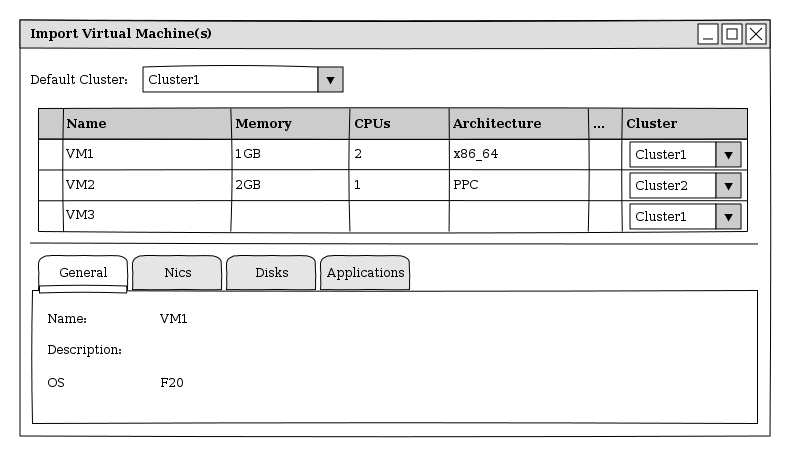 Import Virtual Machine(s)
Default Cluster: Cluster1
Name Memory CPUs Architecture ... Cluster
VM1 1GB 2 x86_64 Cluster1
VM2 2GB 1 PPC Cluster2
VM3 Cluster1
General Nics Disks Applications
Name: VM1
Description:
OS F20